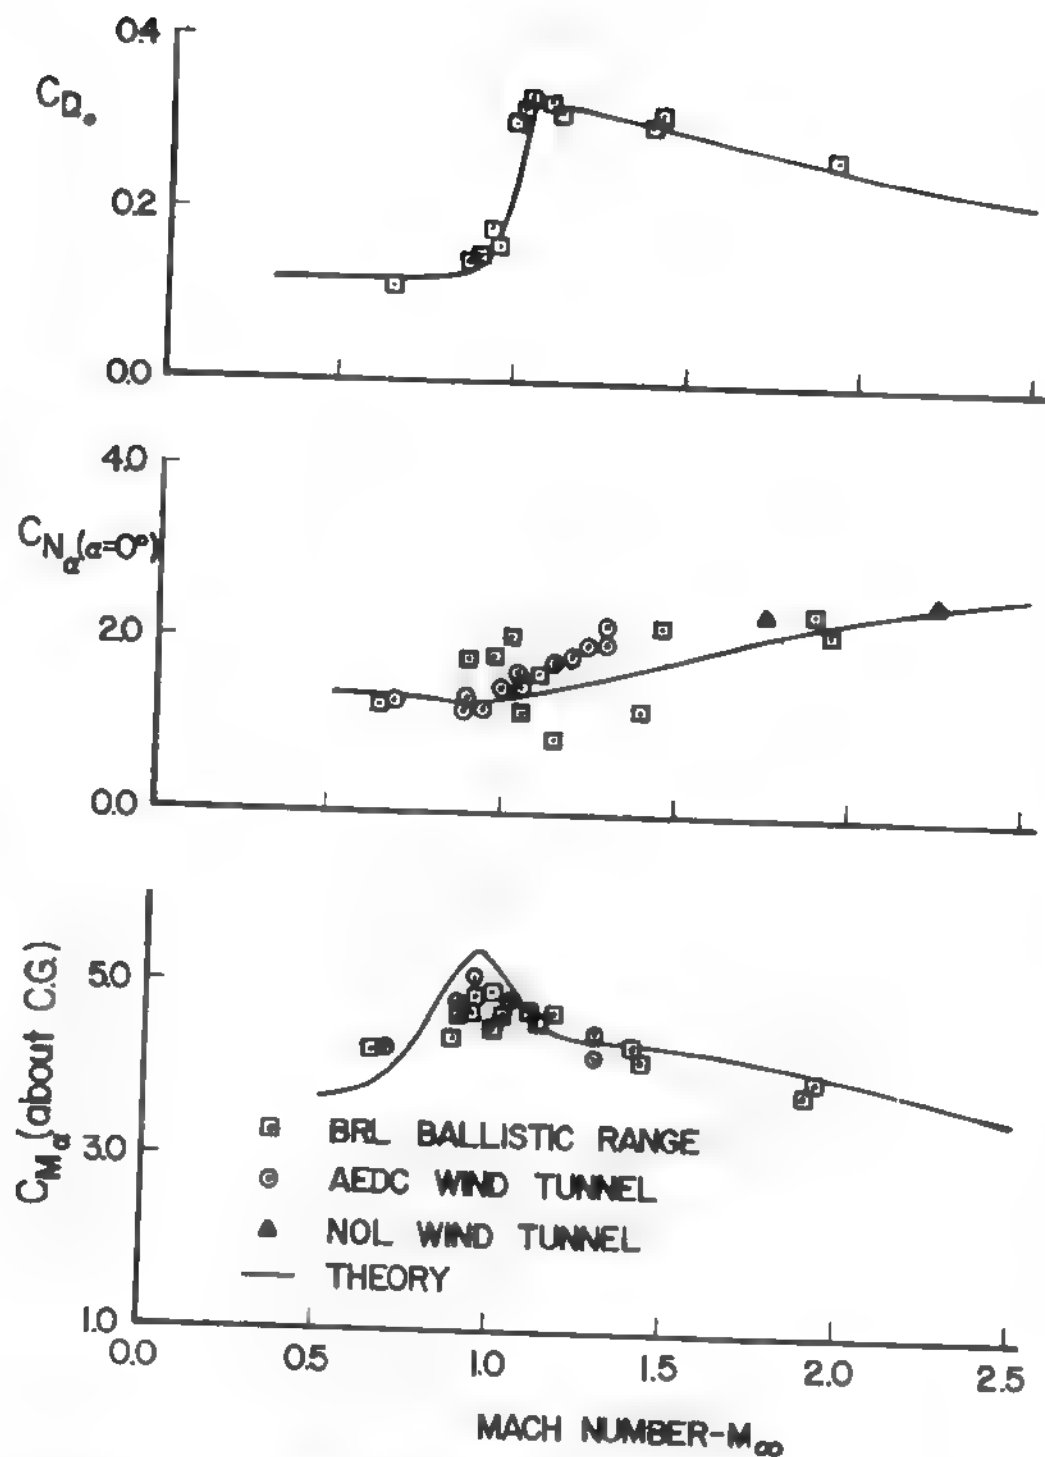 0.4
C_D₀
0.2
0.0
4.0
C_Nα(α=0°)
2.0
0.0
C_Mα(about C.G.)
5.0
3.0
1.0
BRL BALLISTIC RANGE
AEDC WIND TUNNEL
NOL WIND TUNNEL
THEORY
0.0 0.5 1.0 1.5 2.0 2.5
MACH NUMBER-M∞